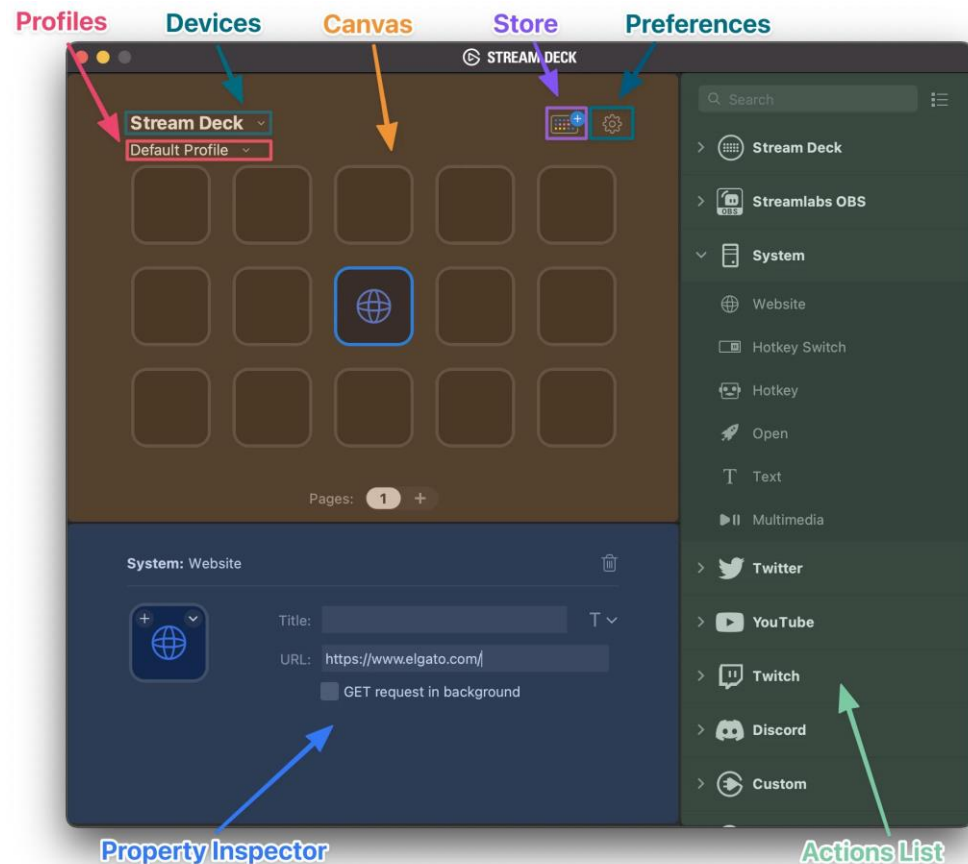 Profiles
Devices
Canvas
Store
Preferences
STREAM DECK
Stream Deck
Default Profile
Pages: 1 +
Search
Stream Deck
OBS
Streamlabs OBS
System
Website
Hotkey Switch
Hotkey
Open
T Text
Multimedia
Twitter
YouTube
Twitch
Discord
Custom
System: Website
Title:
T
URL: https://www.elgato.com/
GET request in background
Property Inspector
Actions List